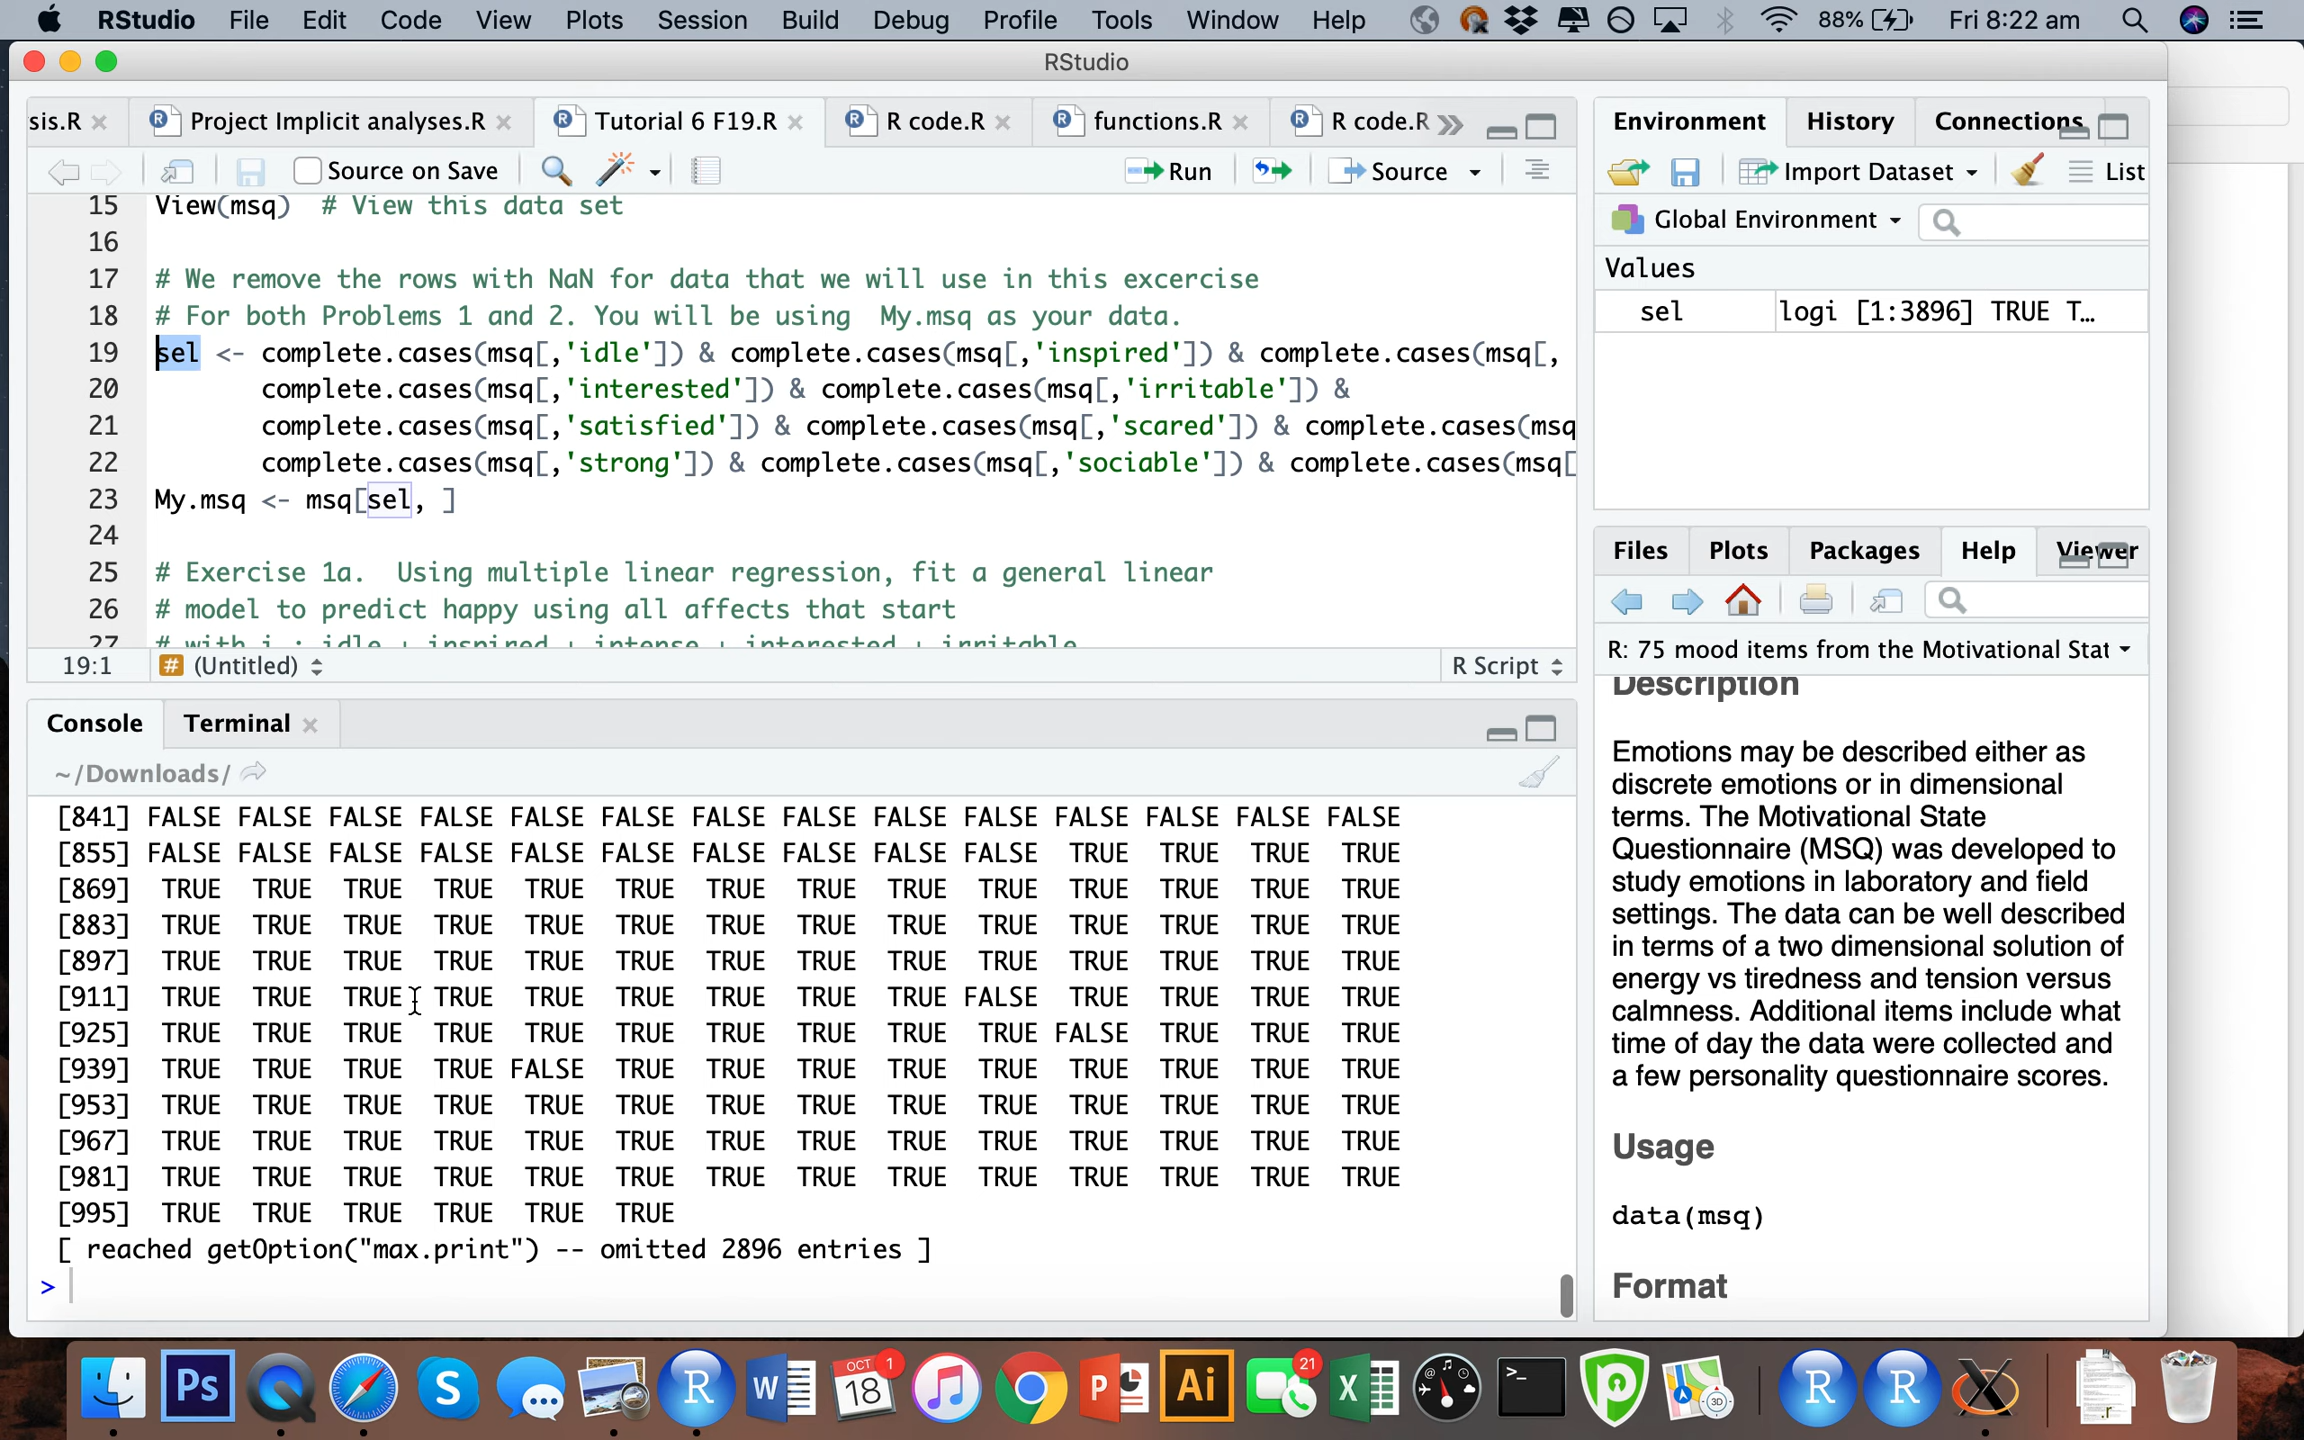 RStudio File Edit Code View Plots Session Build Debug Profile Tools Window Help 88% Fri 8:22 am
RStudio
sis.R Project Implicit analyses.R Tutorial 6 F19.R R code.R functions.R R code.R
Source on Save Run Source
15 View(msq)  # View this data set
16
17 # We remove the rows with NaN for data that we will use in this excercise
18 # For both Problems 1 and 2. You will be using  My.msq as your data.
19 sel <- complete.cases(msq[,'idle']) & complete.cases(msq[,'inspired']) & complete.cases(msq[,
20 complete.cases(msq[,'interested']) & complete.cases(msq[,'irritable']) &
21 complete.cases(msq[,'satisfied']) & complete.cases(msq[,'scared']) & complete.cases(msq
22 complete.cases(msq[,'strong']) & complete.cases(msq[,'sociable']) & complete.cases(msq[
23 My.msq <- msq[sel, ]
24
25 # Exercise 1a.  Using multiple linear regression, fit a general linear
26 # model to predict happy using all affects that start
27 # with i : idle + inspired + intense + interested + irritable
19:1 # (Untitled) R Script
Console Terminal
~/Downloads/
[841] FALSE FALSE FALSE FALSE FALSE FALSE FALSE FALSE FALSE FALSE FALSE FALSE FALSE FALSE
[855] FALSE FALSE FALSE FALSE FALSE FALSE FALSE FALSE FALSE FALSE TRUE TRUE TRUE TRUE
[869] TRUE TRUE TRUE TRUE TRUE TRUE TRUE TRUE TRUE TRUE TRUE TRUE TRUE TRUE
[883] TRUE TRUE TRUE TRUE TRUE TRUE TRUE TRUE TRUE TRUE TRUE TRUE TRUE TRUE
[897] TRUE TRUE TRUE TRUE TRUE TRUE TRUE TRUE TRUE TRUE TRUE TRUE TRUE TRUE
[911] TRUE TRUE TRUE TRUE TRUE TRUE TRUE TRUE TRUE FALSE TRUE TRUE TRUE TRUE
[925] TRUE TRUE TRUE TRUE TRUE TRUE TRUE TRUE TRUE TRUE FALSE TRUE TRUE TRUE
[939] TRUE TRUE TRUE TRUE FALSE TRUE TRUE TRUE TRUE TRUE TRUE TRUE TRUE TRUE
[953] TRUE TRUE TRUE TRUE TRUE TRUE TRUE TRUE TRUE TRUE TRUE TRUE TRUE TRUE
[967] TRUE TRUE TRUE TRUE TRUE TRUE TRUE TRUE TRUE TRUE TRUE TRUE TRUE TRUE
[981] TRUE TRUE TRUE TRUE TRUE TRUE TRUE TRUE TRUE TRUE TRUE TRUE TRUE TRUE
[995] TRUE TRUE TRUE TRUE TRUE TRUE
[ reached getOption("max.print") -- omitted 2896 entries ]
>
Environment History Connections
Import Dataset List
Global Environment
Values
sel logi [1:3896] TRUE T…
Files Plots Packages Help Viewer
R: 75 mood items from the Motivational Stat
Description
Emotions may be described either as
discrete emotions or in dimensional
terms. The Motivational State
Questionnaire (MSQ) was developed to
study emotions in laboratory and field
settings. The data can be well described
in terms of a two dimensional solution of
energy vs tiredness and tension versus
calmness. Additional items include what
time of day the data were collected and
a few personality questionnaire scores.
Usage
data(msq)
Format
Ps S R W OCT 18 1 P Ai 21 X >_ P 3D R R X .r